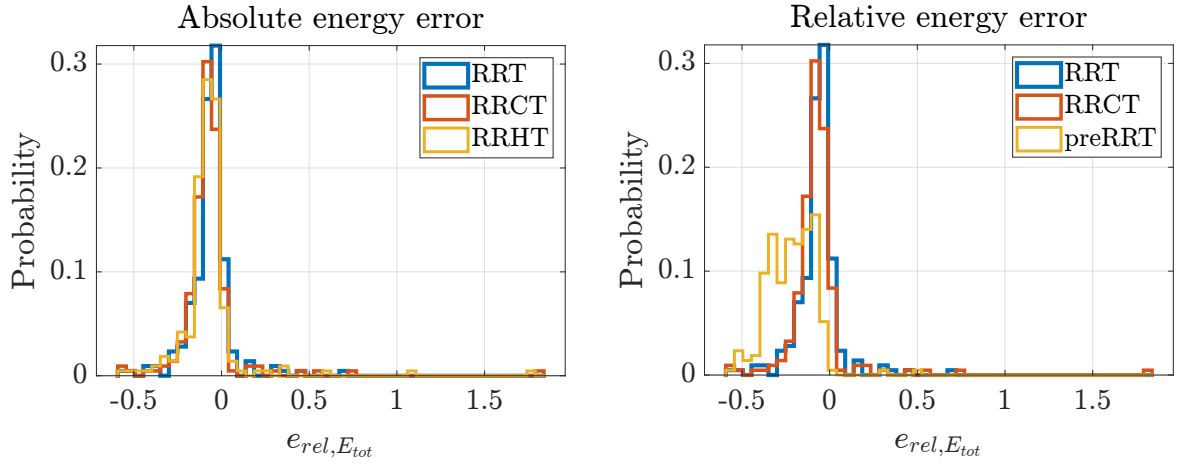 Absolute energy error
Probability
0.3
0.2
0.1
0
-0.5
0
0.5
1
1.5
e_{rel,E_{tot}}
RRT
RRCT
RRHT
Relative energy error
Probability
0.3
0.2
0.1
0
-0.5
0
0.5
1
1.5
e_{rel,E_{tot}}
RRT
RRCT
preRRT